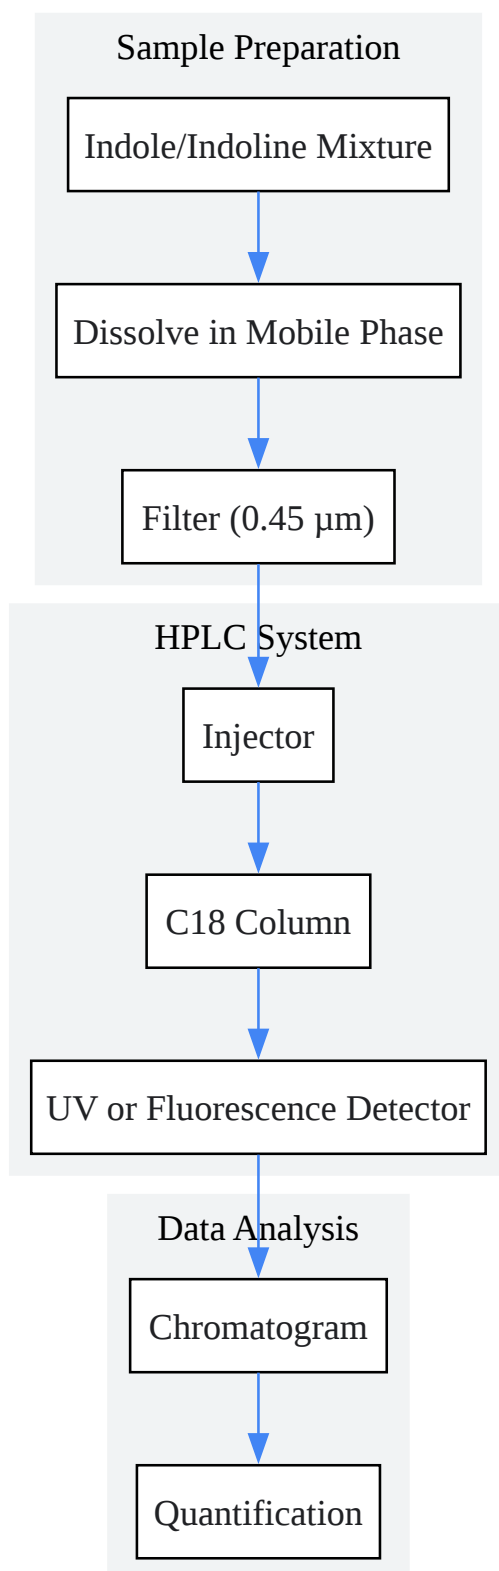 Sample Preparation
Indole/Indoline Mixture
Dissolve in Mobile Phase
Filter (0.45 µm)
HPLC System
Injector
C18 Column
UV or Fluorescence Detector
Data Analysis
Chromatogram
Quantification